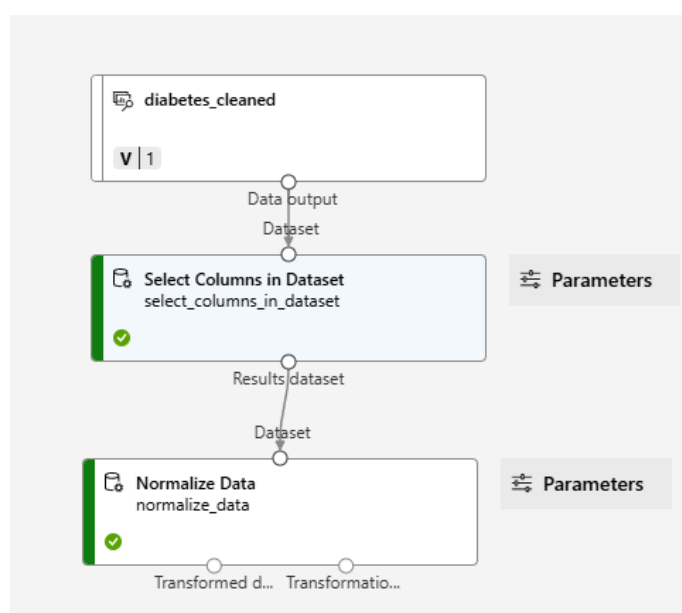 diabetes_cleaned
V | 1
Data output
Dataset
Select Columns in Dataset
select_columns_in_dataset
Parameters
Results dataset
Dataset
Normalize Data
normalize_data
Parameters
Transformed d... Transformatio...